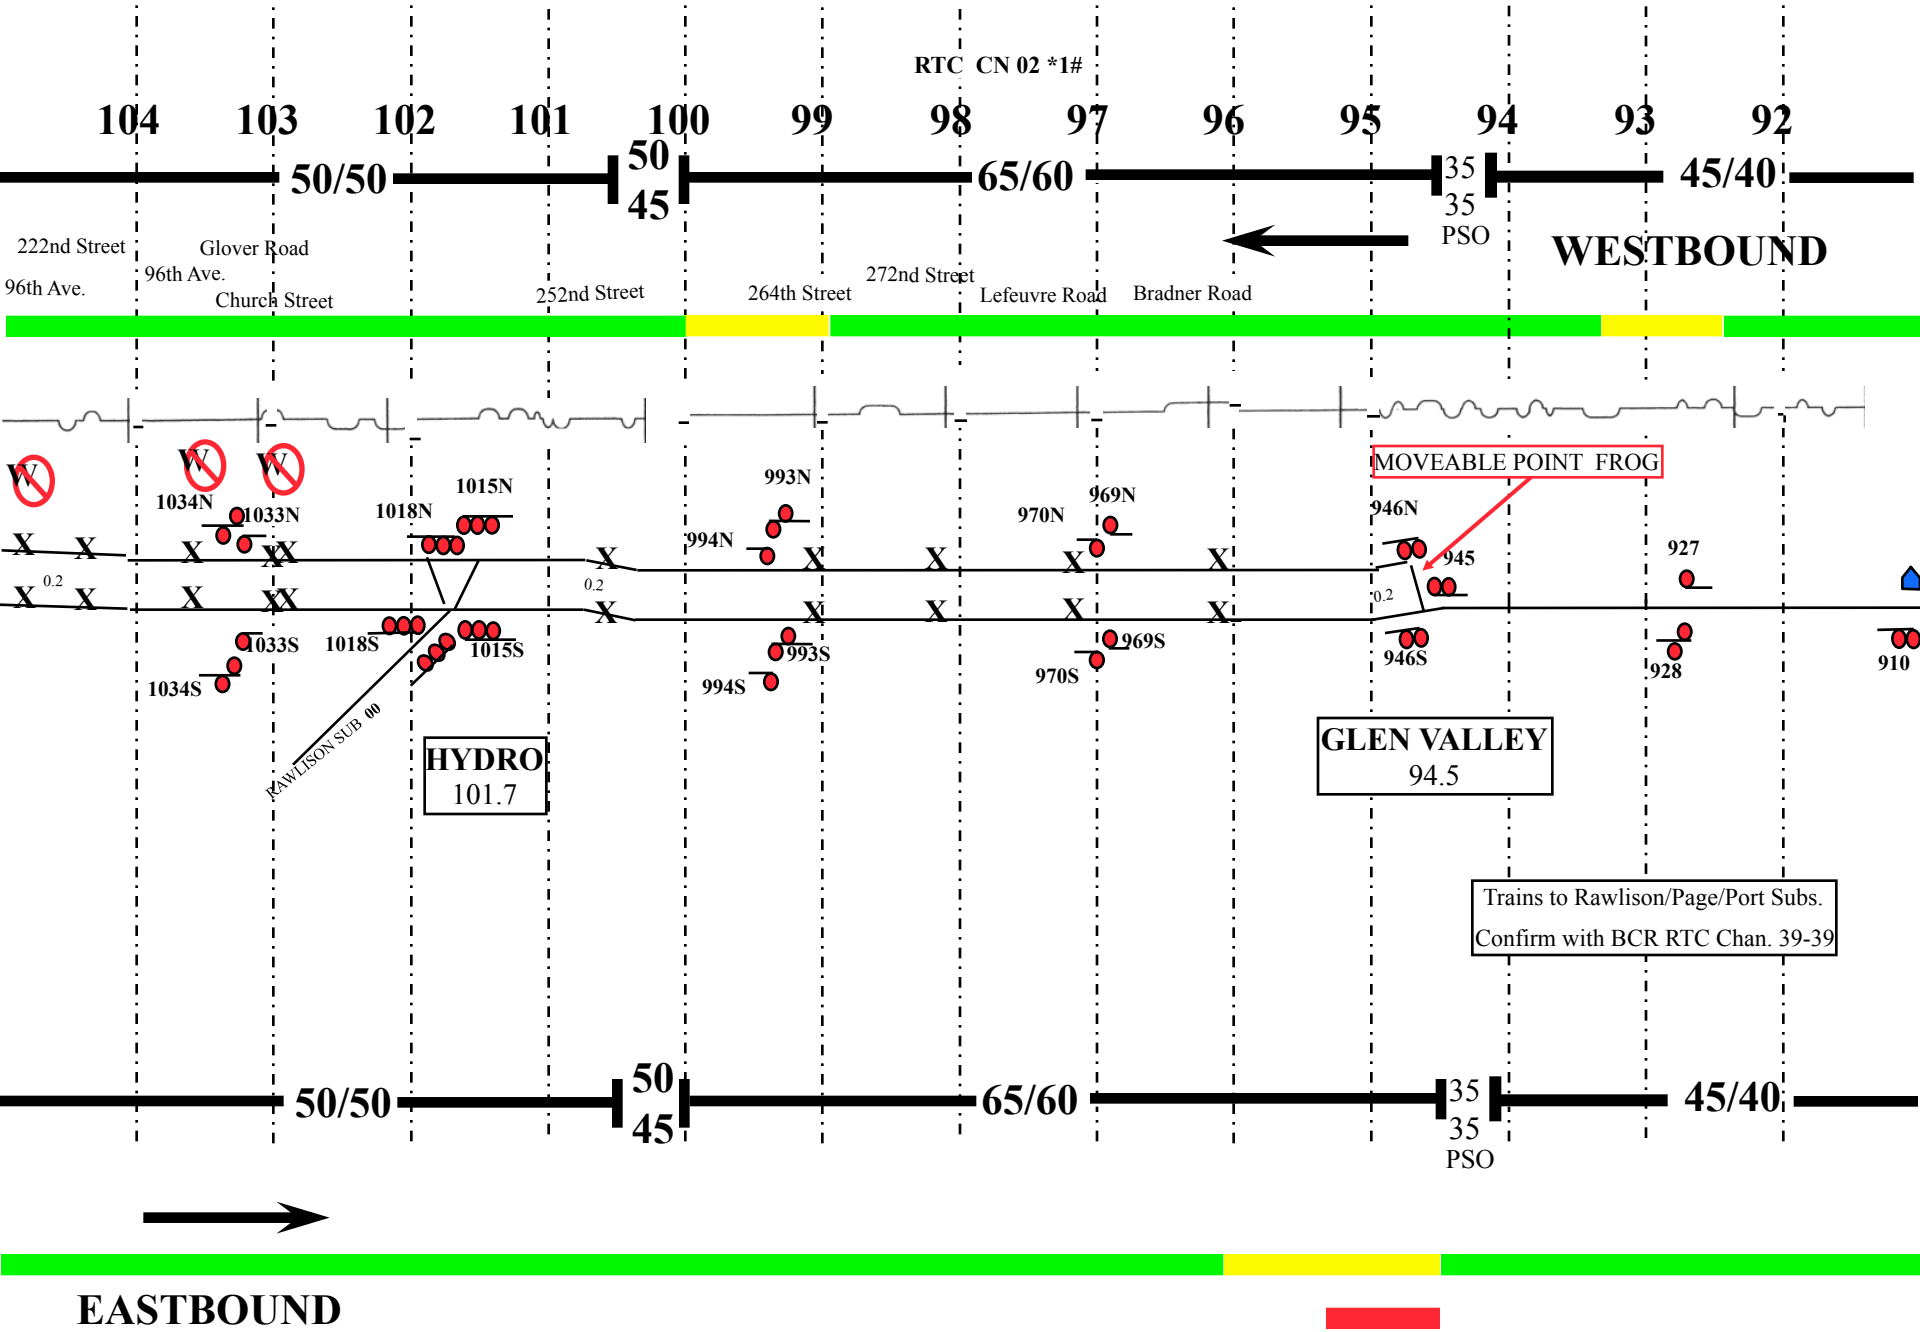 RTC CN 02 *1#
104 103 102 101 100 99 98 97 96 95 94 93 92
50/50
50
45
65/60
35
35
PSO
45/40
WESTBOUND
222nd Street
Glover Road
96th Ave.
96th Ave.
Church Street
252nd Street
264th Street
272nd Street
Lefeuvre Road
Bradner Road
W
W
W
MOVEABLE POINT FROG
1034N
1033N
1018N
1015N
994N
993N
970N
969N
946N
945
927
X X X X X X X X X X
0.2
0.2
0.2
X X X X X X X X X X
1034S
1033S
1018S
1015S
994S
993S
970S
969S
946S
928
910
RAWLISON SUB 00
HYDRO
101.7
GLEN VALLEY
94.5
Trains to Rawlison/Page/Port Subs.
Confirm with BCR RTC Chan. 39-39
50/50
50
45
65/60
35
35
PSO
45/40
EASTBOUND